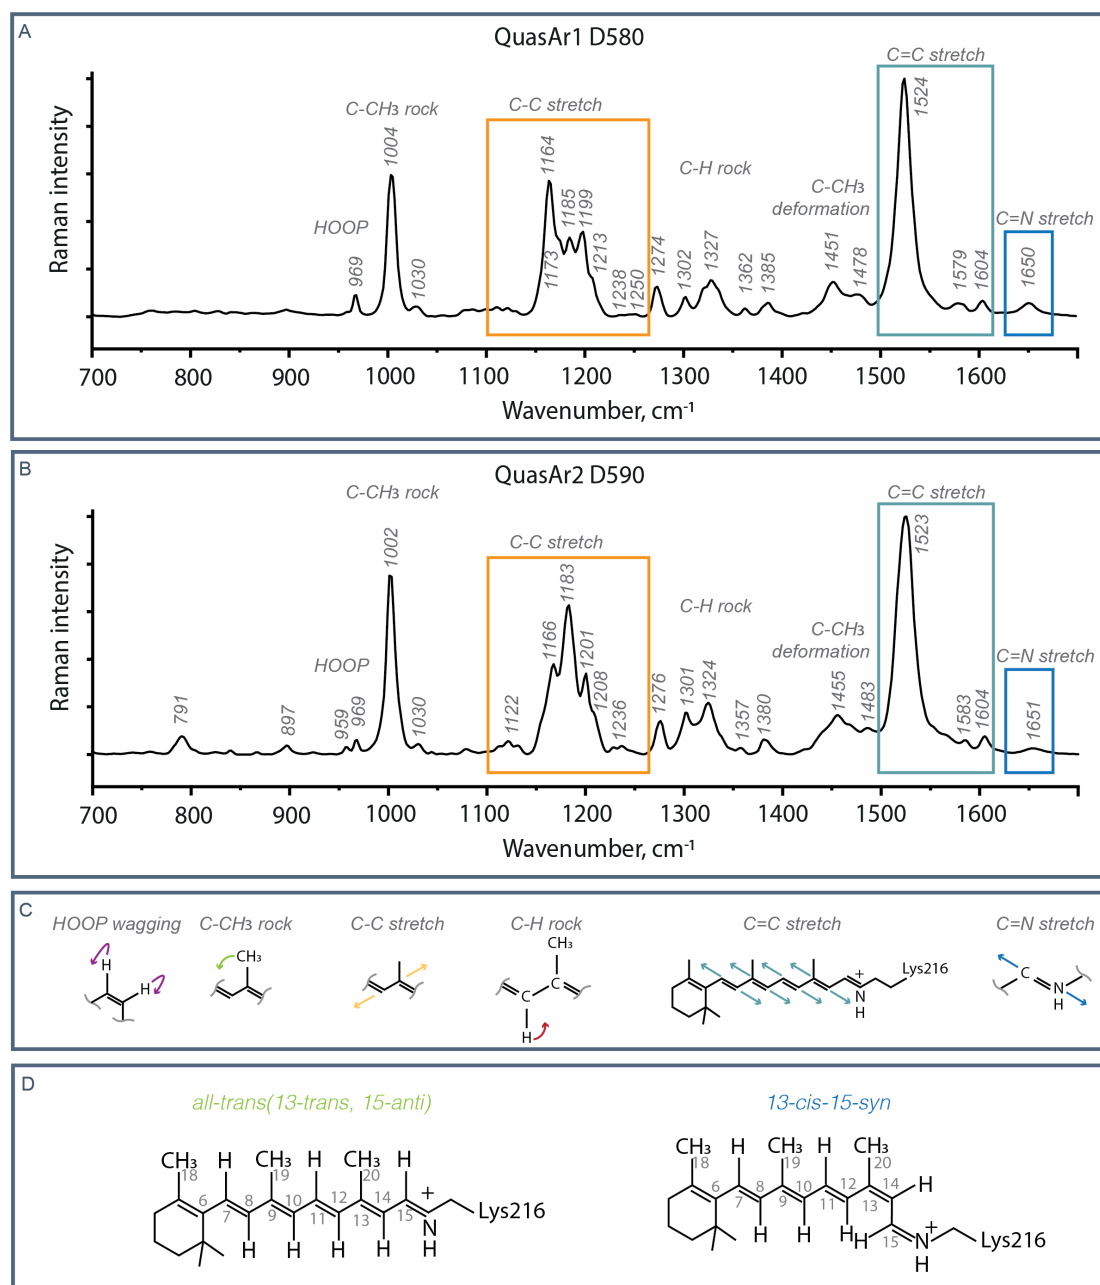 A
QuasAr1 D580
C=C stretch
C-CH₃ rock
C-C stretch
1524
1004
1164
C-H rock
C-CH₃
deformation
C=N stretch
HOOP
969
1030
1173
1185
1199
1213
1238
1250
1274
1302
1327
1362
1385
1451
1478
1579
1604
1650
Raman intensity
700 800 900 1000 1100 1200 1300 1400 1500 1600
Wavenumber, cm⁻¹
B
QuasAr2 D590
C-CH₃ rock
C=C stretch
C-C stretch
1002
1183
1523
C-H rock
C-CH₃
deformation
C=N stretch
HOOP
791
897
959
969
1030
1122
1166
1201
1208
1236
1276
1301
1324
1357
1380
1455
1483
1583
1604
1651
Raman intensity
700 800 900 1000 1100 1200 1300 1400 1500 1600
Wavenumber, cm⁻¹
C
HOOP wagging C-CH₃ rock C-C stretch C-H rock C=C stretch C=N stretch
H
H
CH₃
CH₃
C
C
H
+
N
H
Lys216
C
N
H
D
all-trans(13-trans, 15-anti)
CH₃ H CH₃ H CH₃ H
18 19 20
6 7 8 9 10 11 12 13 14 15
+
N
H
Lys216
H H H H
13-cis-15-syn
CH₃ H CH₃ H CH₃
18 19 20
6 7 8 9 10 11 12 13 14 15
H
H H H H
N
+
H
Lys216